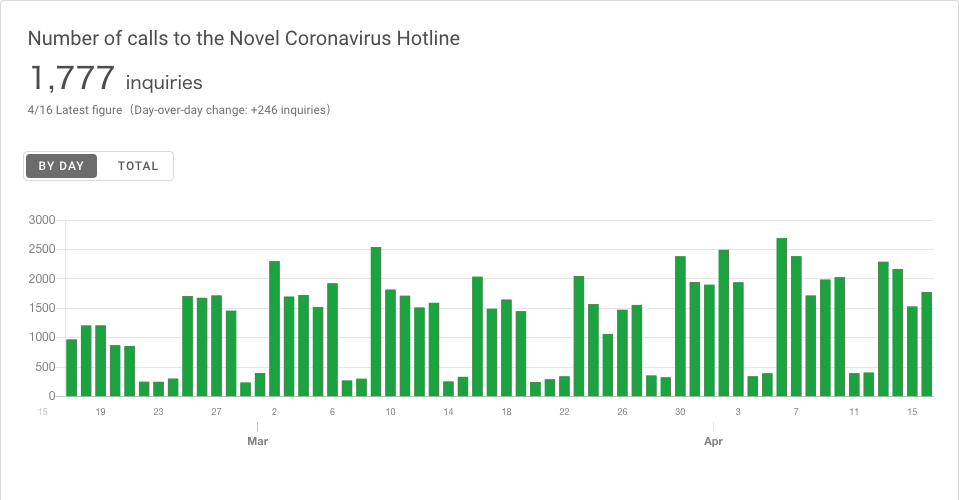 Number of calls to the Novel Coronavirus Hotline
1,777 inquiries
4/16 Latest figure (Day-over-day change: +246 inquiries)
BY DAY TOTAL
3000
2500
2000
1500
1000
500
0
15 19 23 27 2 6 10 14 18 22 26 30 3 7 11 15
Mar Apr